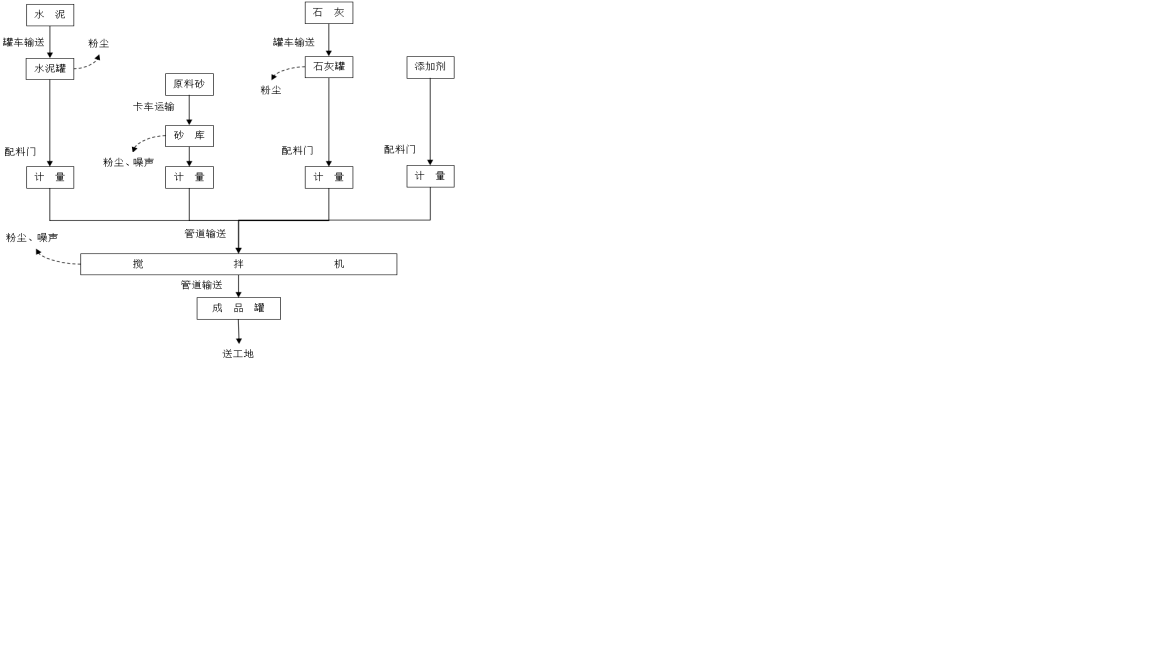 水 泥
石 灰
罐车输送
粉尘
罐车输送
水泥罐
石灰罐
添加剂
原料砂
粉尘
卡车运输
砂 库
配料门
粉尘、噪声
配料门
配料门
计 量
计 量
计 量
计 量
管道输送
粉尘、噪声
搅 拌 机
管道输送
成 品 罐
送工地